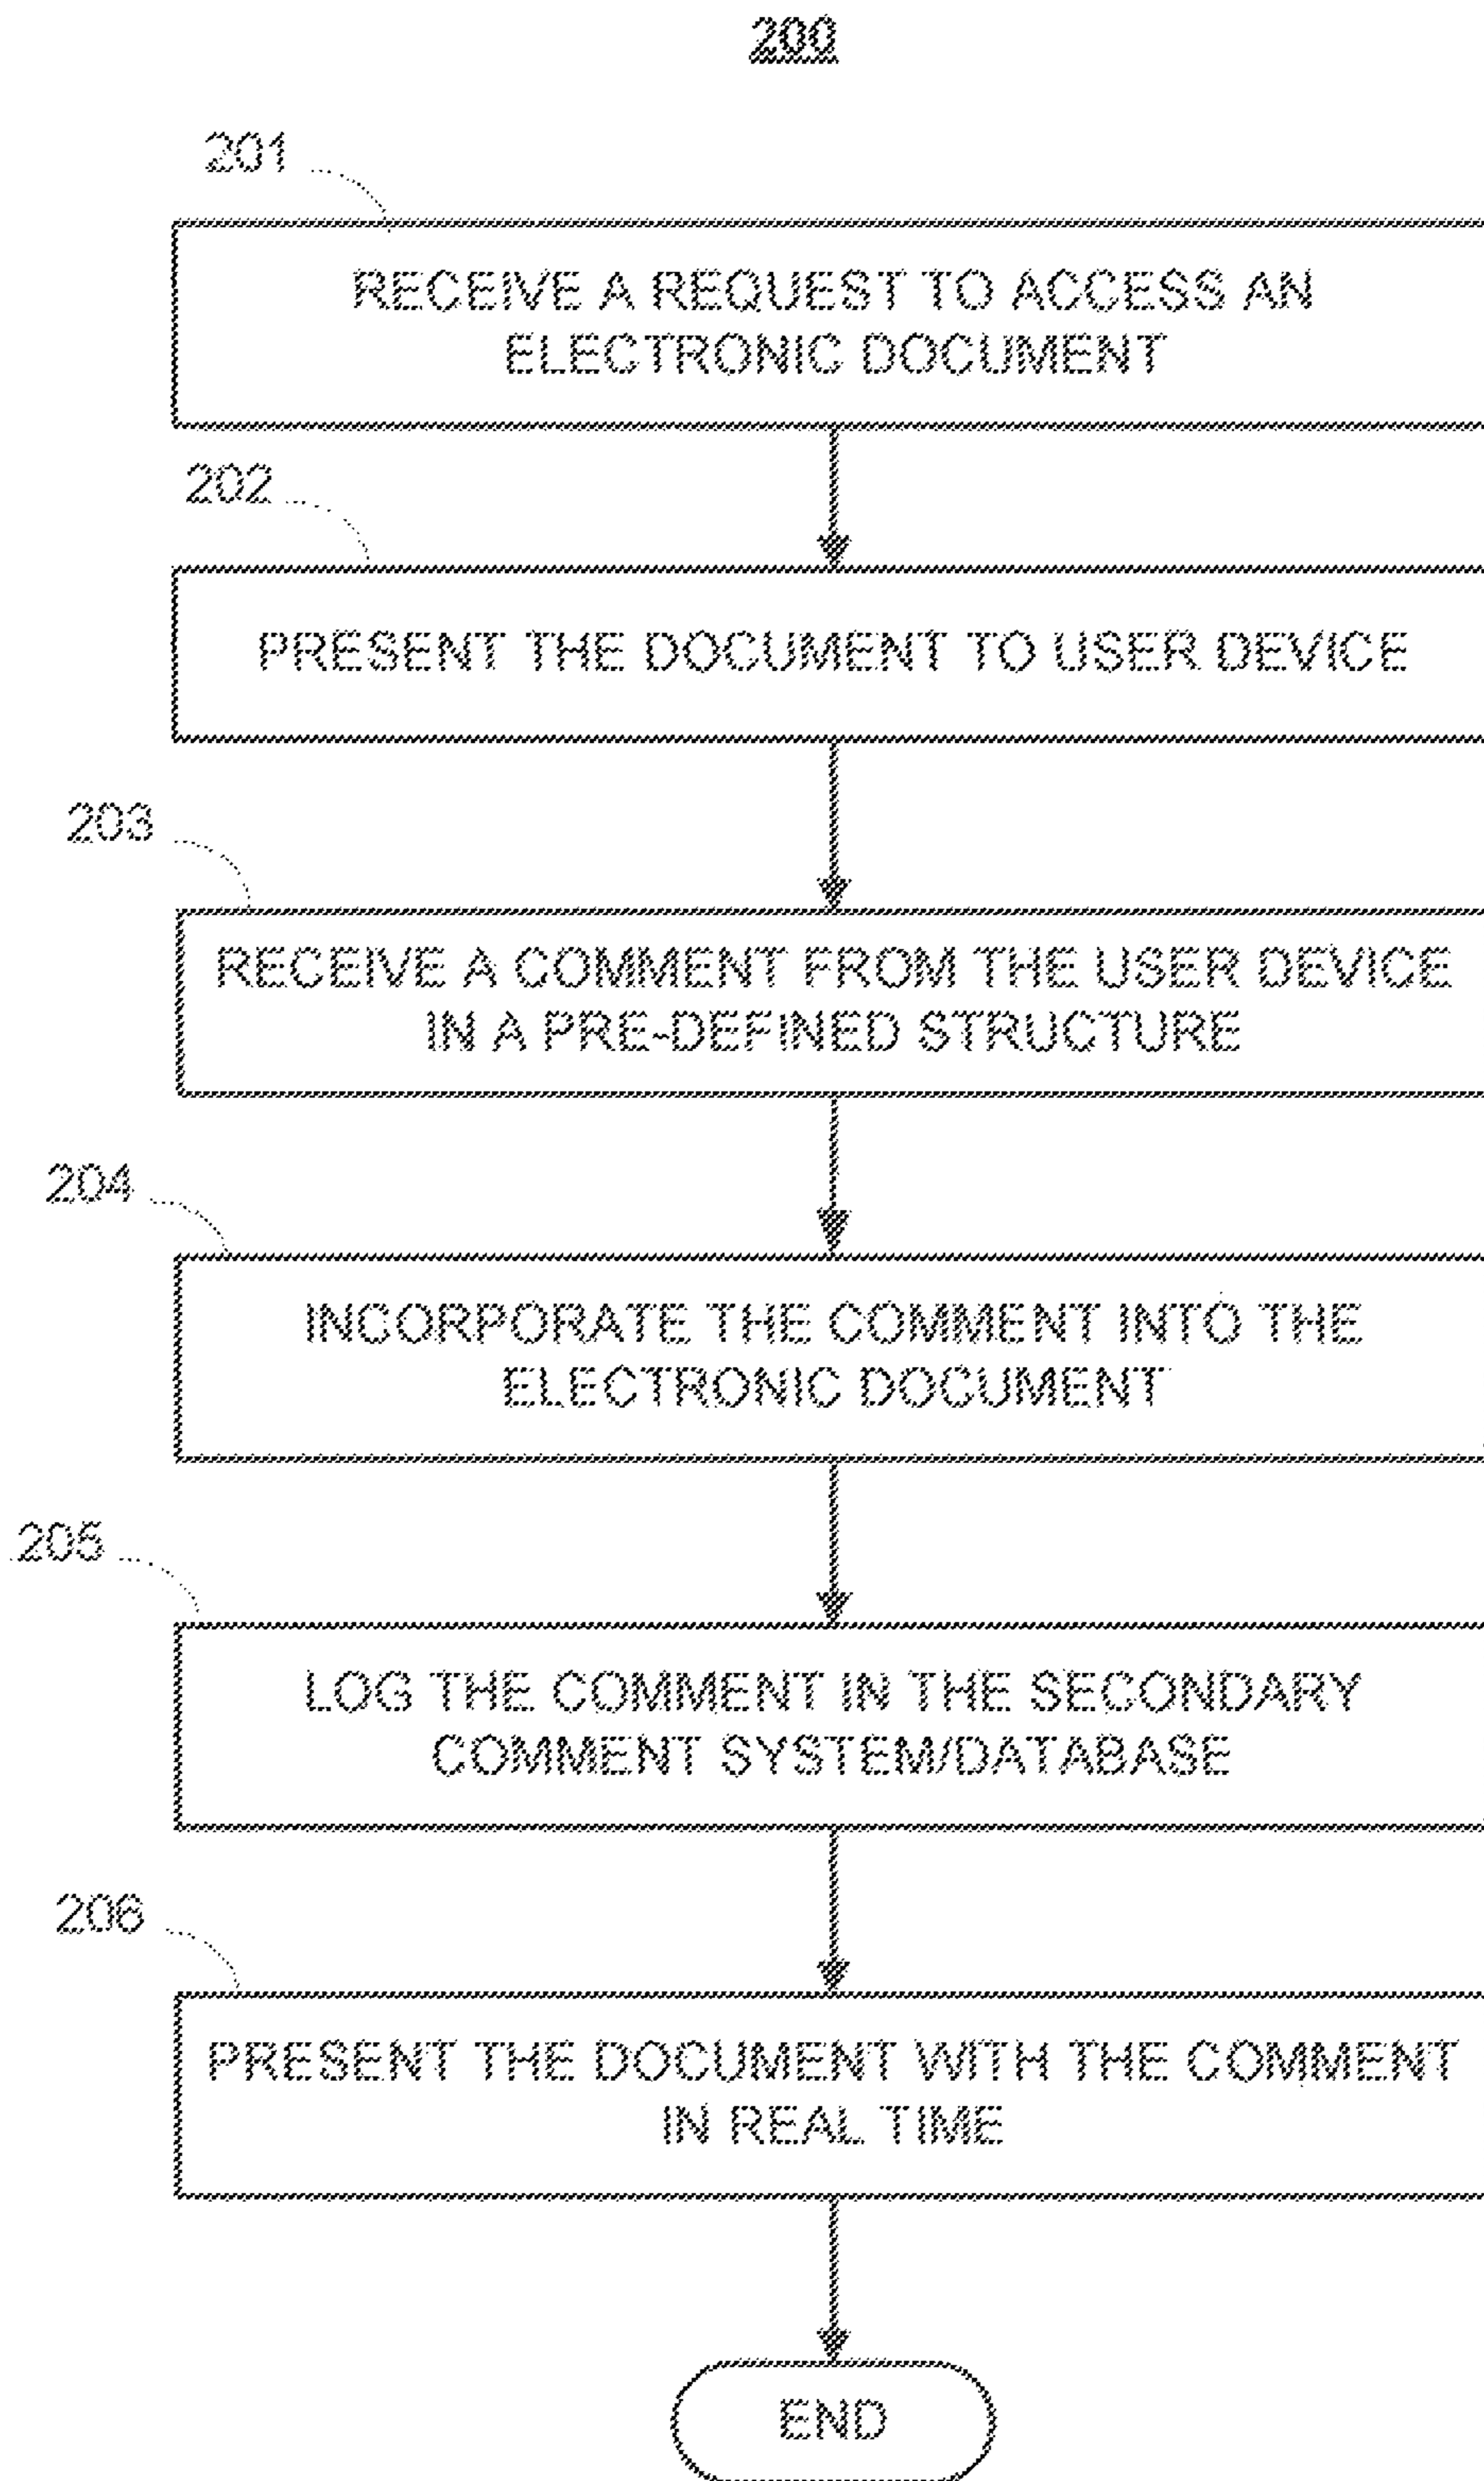 200
201
RECEIVE A REQUEST TO ACCESS AN
ELECTRONIC DOCUMENT
202
PRESENT THE DOCUMENT TO USER DEVICE
203
RECEIVE A COMMENT FROM THE USER DEVICE
IN A PRE-DEFINED STRUCTURE
204
INCORPORATE THE COMMENT INTO THE
ELECTRONIC DOCUMENT
205
LOG THE COMMENT IN THE SECONDARY
COMMENT SYSTEM/DATABASE
206
PRESENT THE DOCUMENT WITH THE COMMENT
IN REAL TIME
END